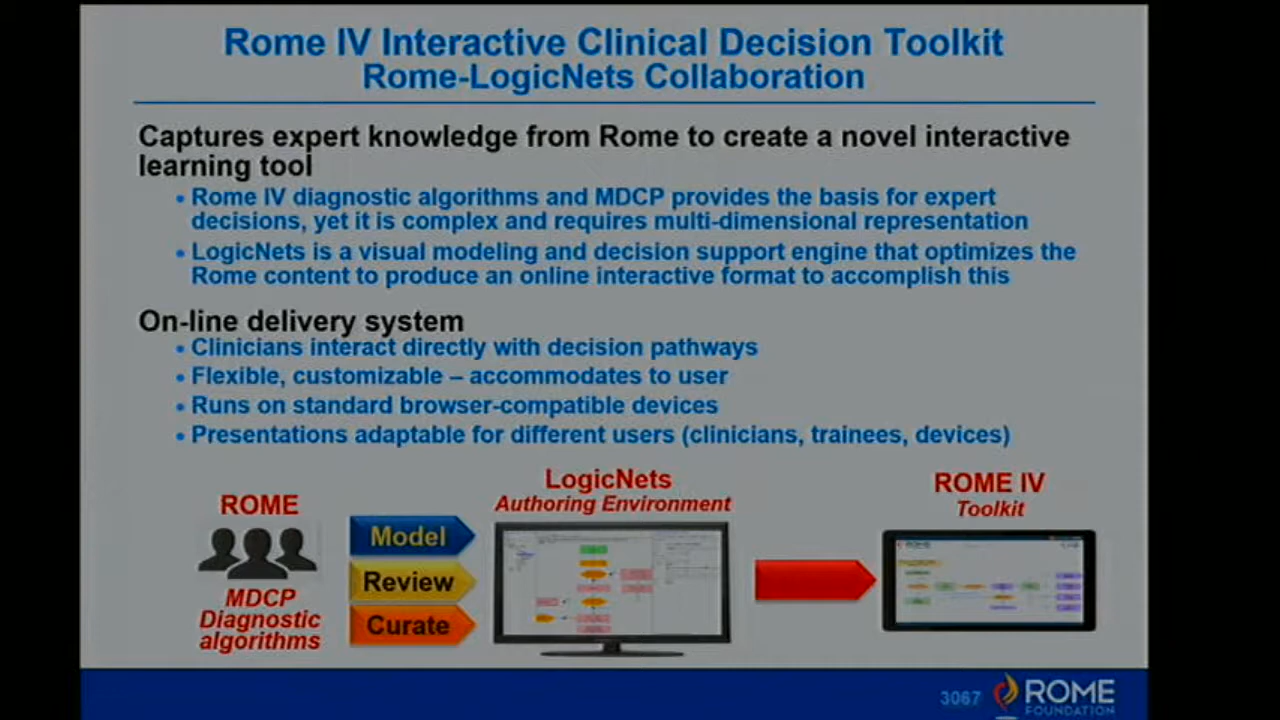 Rome IV Interactive Clinical Decision Toolkit
Rome-LogicNets Collaboration
Captures expert knowledge from Rome to create a novel interactive
learning tool
• Rome IV diagnostic algorithms and MDCP provides the basis for expert
decisions, yet it is complex and requires multi-dimensional representation
• LogicNets is a visual modeling and decision support engine that optimizes the
Rome content to produce an online interactive format to accomplish this
On-line delivery system
• Clinicians interact directly with decision pathways
• Flexible, customizable – accommodates to user
• Runs on standard browser-compatible devices
• Presentations adaptable for different users (clinicians, trainees, devices)
ROME
MDCP
Diagnostic
algorithms
Model
Review
Curate
LogicNets
Authoring Environment
ROME IV
Toolkit
ROME
3067
ROME
FOUNDATION